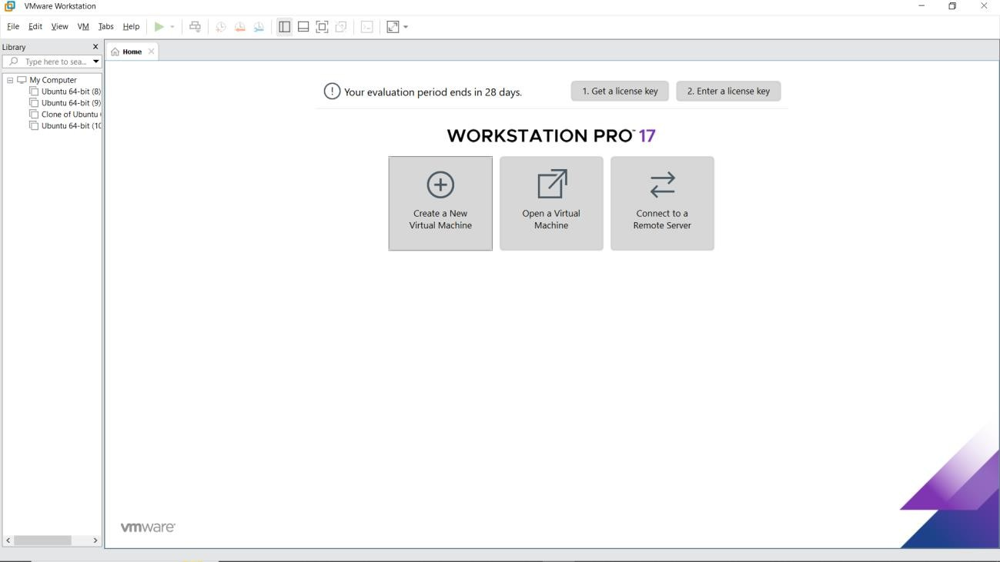 VMware Workstation
File Edit View VM Tabs Help
Library
Home
Type here to sea...
My Computer
Ubuntu 64-bit (8)
Ubuntu 64-bit (9)
Clone of Ubuntu
Ubuntu 64-bit (10
Your evaluation period ends in 28 days.
1. Get a license key
2. Enter a license key
WORKSTATION PRO™ 17
Create a New
Virtual Machine
Open a Virtual
Machine
Connect to a
Remote Server
vmware®